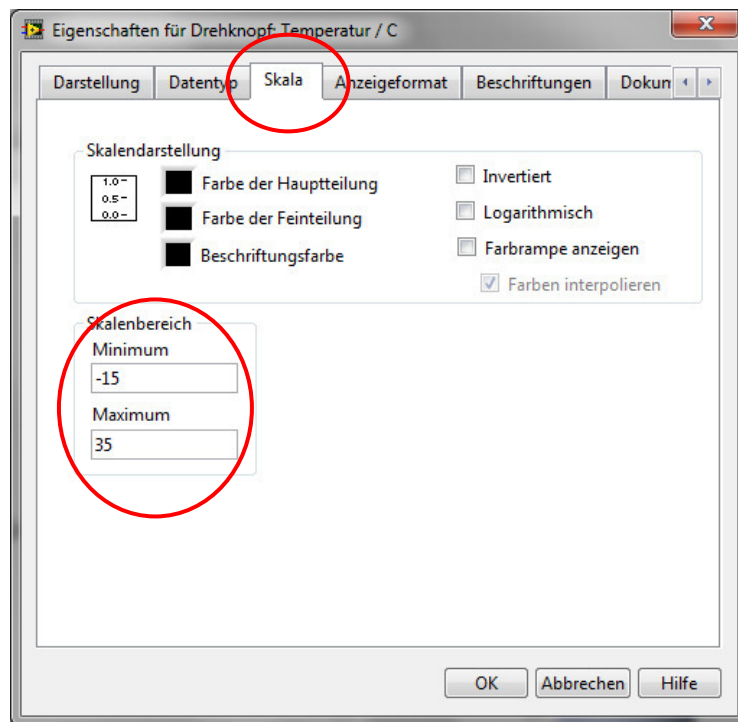 Eigenschaften für Drehknopf: Temperatur / C
Darstellung Datentyp Skala Anzeigeformat Beschriftungen Dokum
Skalendarstellung
1.0
0.5
0.0
Farbe der Hauptteilung
Farbe der Feinteilung
Beschriftungsfarbe
Invertiert
Logarithmisch
Farbrampe anzeigen
Farben interpolieren
Skalenbereich
Minimum
-15
Maximum
35
OK Abbrechen Hilfe